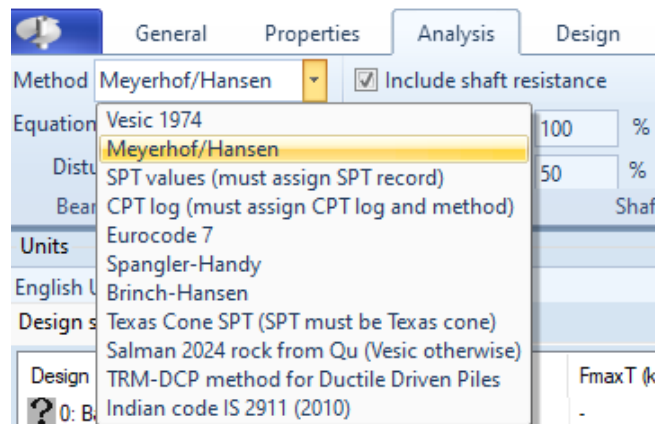 General Properties Analysis Design
Method Meyerhof/Hansen Include shaft resistance
Equation 100 %
Vesic 1974
Meyerhof/Hansen
SPT values (must assign SPT record)
50 %
CPT log (must assign CPT log and method)
Eurocode 7
Units
Spangler-Handy
English
Brinch-Hansen
Texas Cone SPT (SPT must be Texas cone)
Design
Salman 2024 rock from Qu (Vesic otherwise)
TRM-DCP method for Ductile Driven Piles
Design
Indian code IS 2911 (2010)
0:
-